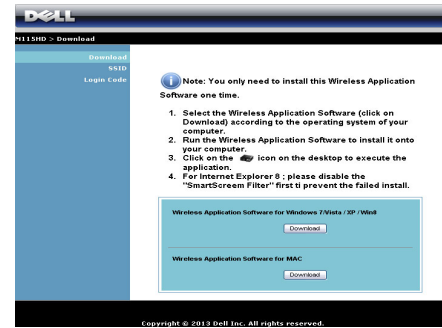 DELL
M115HD > Download
Download
SSID
Login Code
Note: You only need to install this Wireless Application
Software one time.
1. Select the Wireless Application Software (click on
Download) according to the operating system of your
computer.
2. Run the Wireless Application Software to install it onto
your computer.
3. Click on the icon on the desktop to execute the
application.
4. For Internet Explorer 8 ; please disable the
"SmartScreen Filter" first ti prevent the failed install.
Wireless Application Software for Windows 7/Vista / XP / Win8
Download
Wireless Application Software for MAC
Download
Copyright © 2013 Dell Inc. All rights reserved.